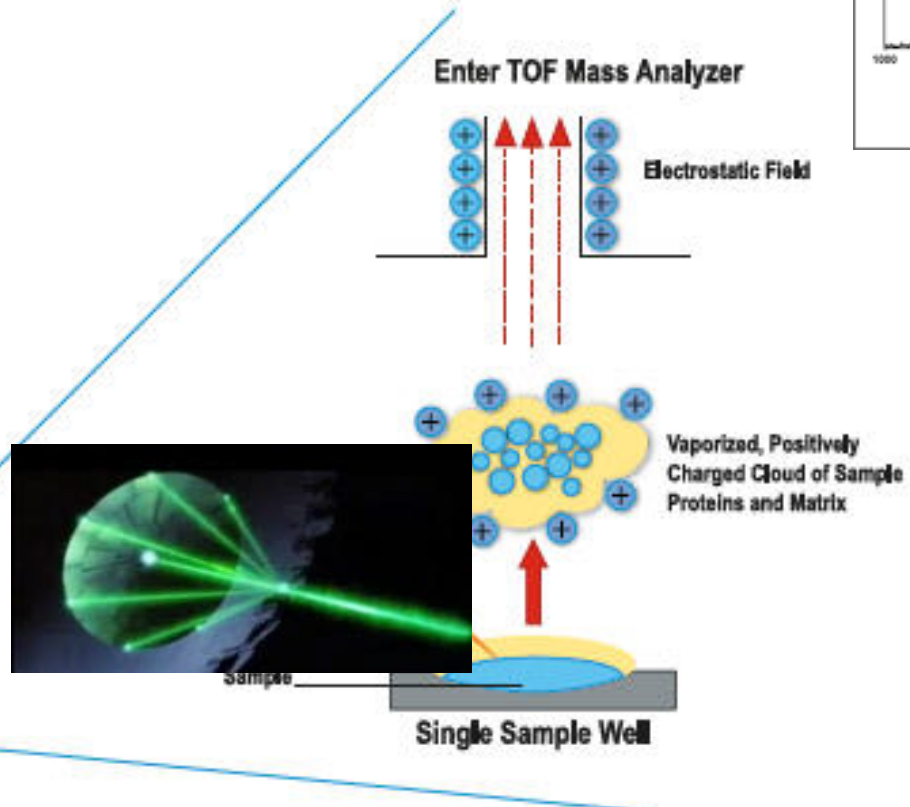 1000
Enter TOF Mass Analyzer
Electrostatic Field
Vaporized, Positively
Charged Cloud of Sample
Proteins and Matrix
Sample
Single Sample Well